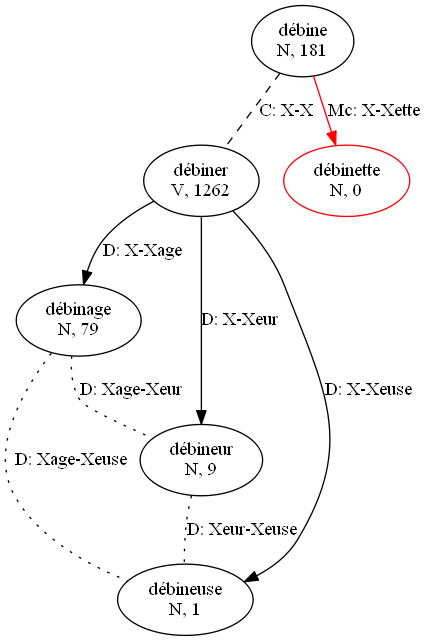 débine
N, 181
C: X-X
Mc: X-Xette
débiner
V, 1262
débinette
N, 0
D: X-Xage
débinage
N, 79
D: X-Xeur
D: X-Xeuse
D: Xage-Xeur
D: Xage-Xeuse
débineur
N, 9
D: Xeur-Xeuse
débineuse
N, 1